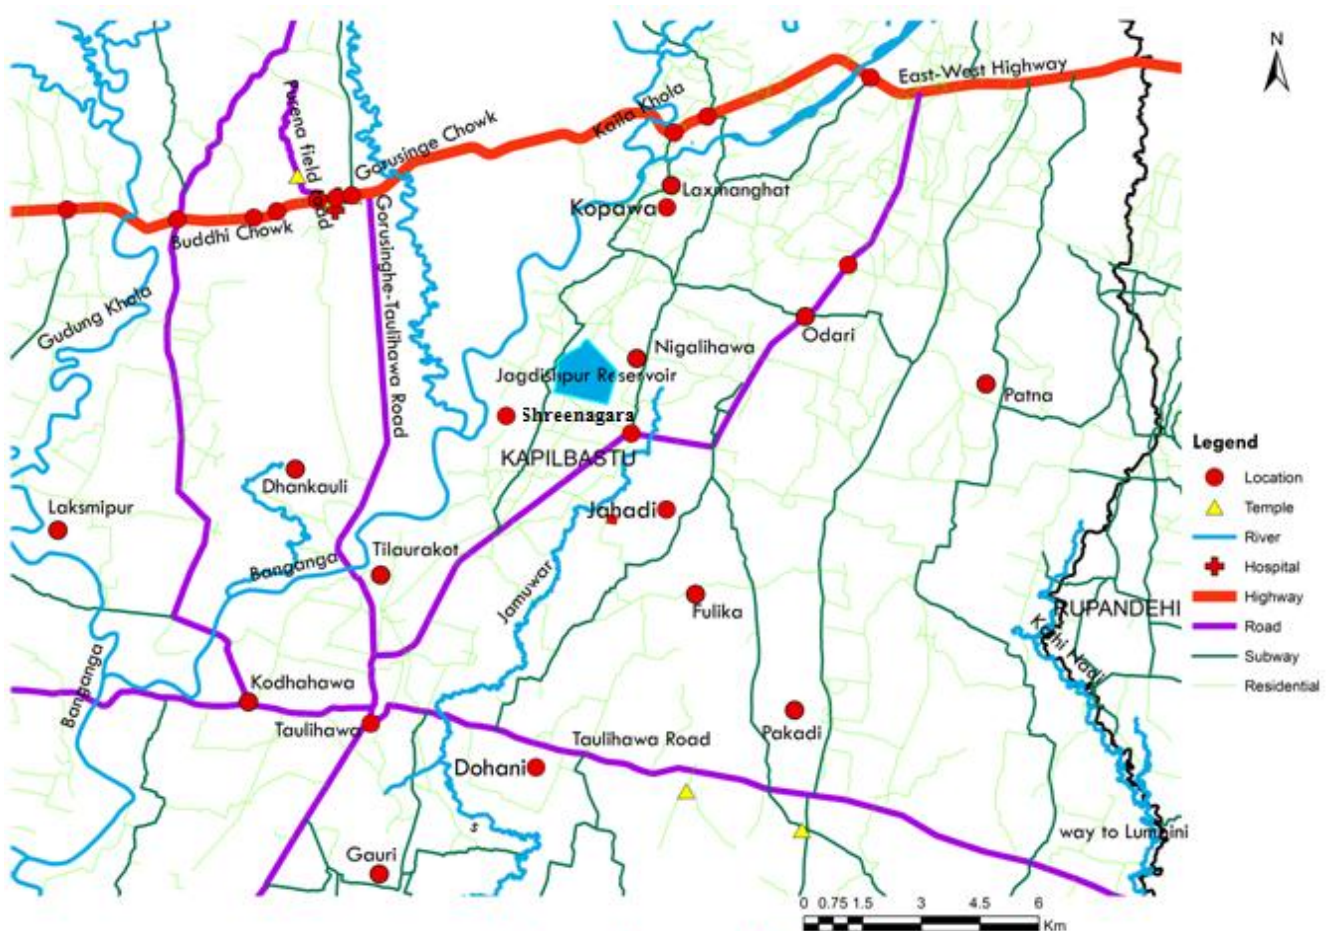 N
East-West Highway
Kaila Khola
Gorusinge Chowk
Purena field road
Laxmanghat
Kopawa
Buddhi Chowk
Gorusinghe-Taulihawa Road
Gudung Khola
Odari
Nigalihawa
Jagdishpur Reservoir
Patna
Shreenagara
KAPILBASTU
Legend
Location
Temple
River
Hospital
Highway
Road
Subway
Residential
Dhankauli
Laksmipur
Jahadi
Tilaurakot
Banganga
Jamuwar
Fulika
RUPANDEHI
Kothi Nadi
Banganga
Kodhahawa
Taulihawa
Taulihawa Road
Pakadi
Dohani
s
way to Lumbini
Gauri
0 0.75 1.5 3 4.5 6
Km